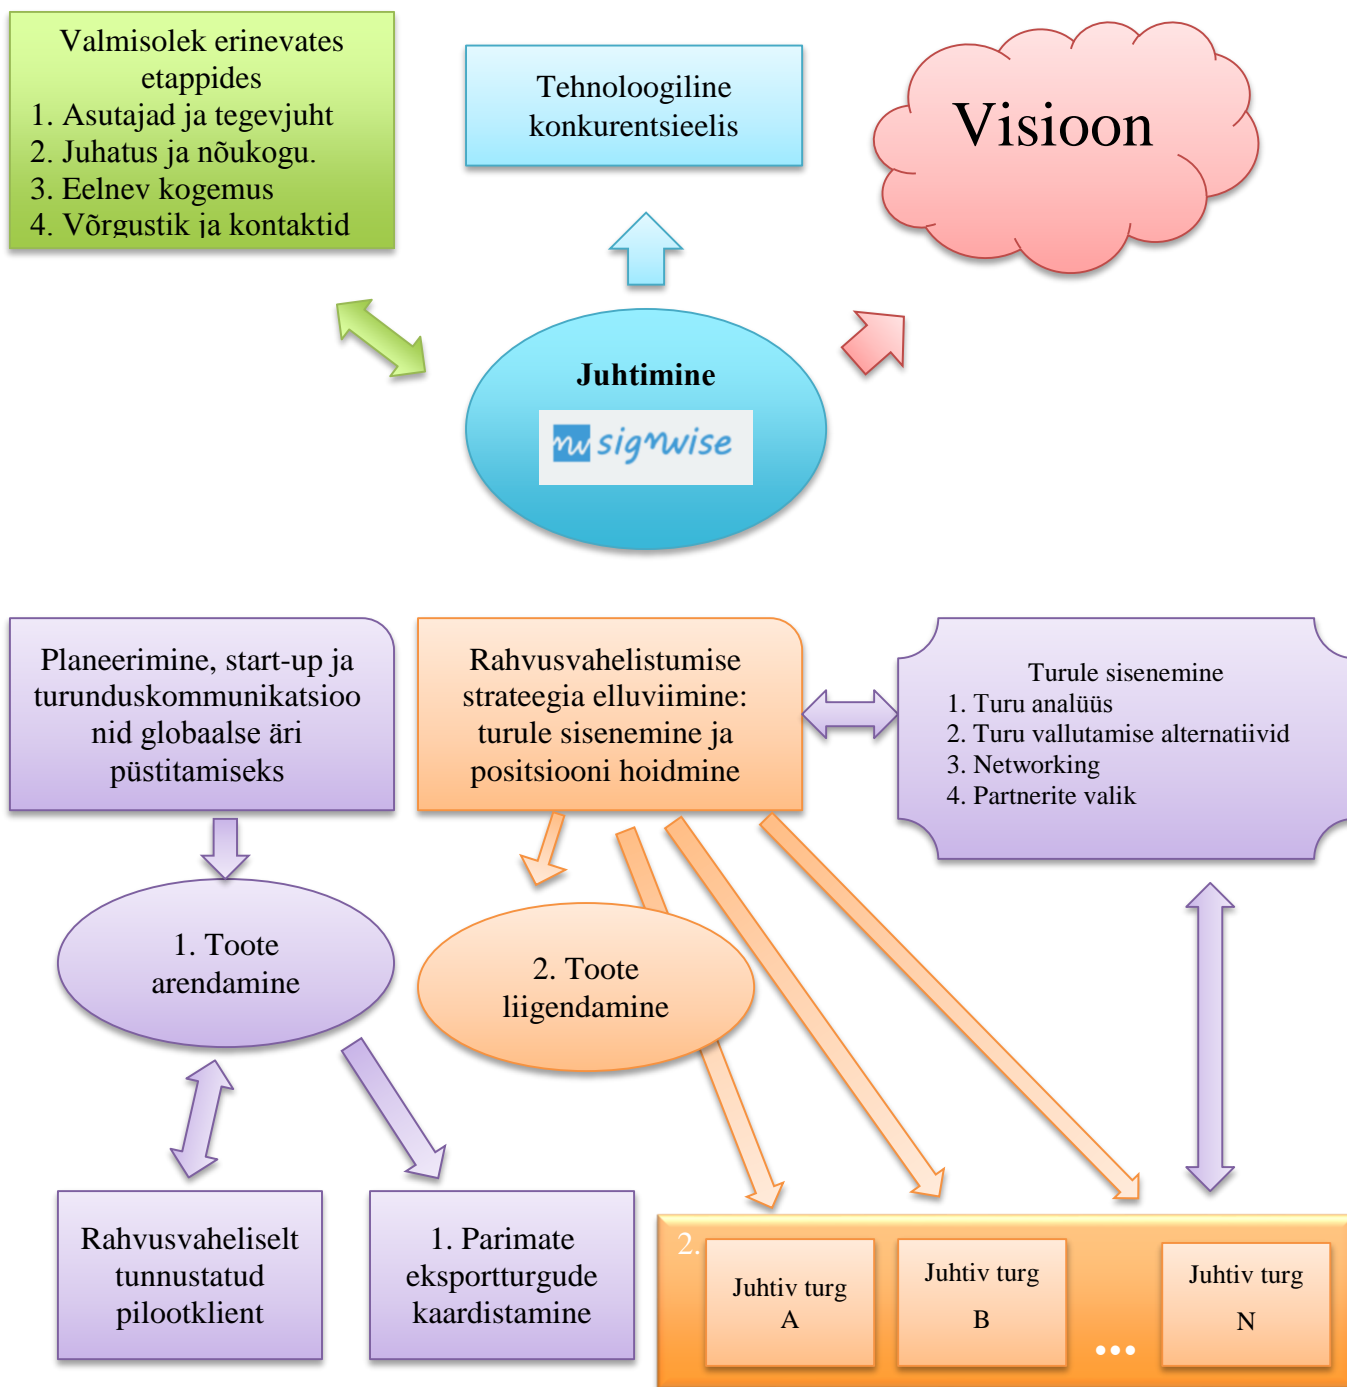 Valmisolek erinevates
etappides
1. Asutajad ja tegevjuht
2. Juhatus ja nõukogu.
3. Eelnev kogemus
4. Võrgustik ja kontaktid
Tehnoloogiline
konkurentsieelis
Visioon
Juhtimine
signwise
Planeerimine, start-up ja
turunduskommunikatsioo
nid globaalse äri
püstitamiseks
Rahvusvahelistumise
strateegia elluviimine:
turule sisenemine ja
positsiooni hoidmine
Turule sisenemine
1. Turu analüüs
2. Turu vallutamise alternatiivid
3. Networking
4. Partnerite valik
1. Toote
arendamine
2. Toote
liigendamine
Rahvusvaheliselt
tunnustatud
pilootklient
1. Parimate
eksportturgude
kaardistamine
2.
Juhtiv turg
A
Juhtiv turg
B
...
Juhtiv turg
N